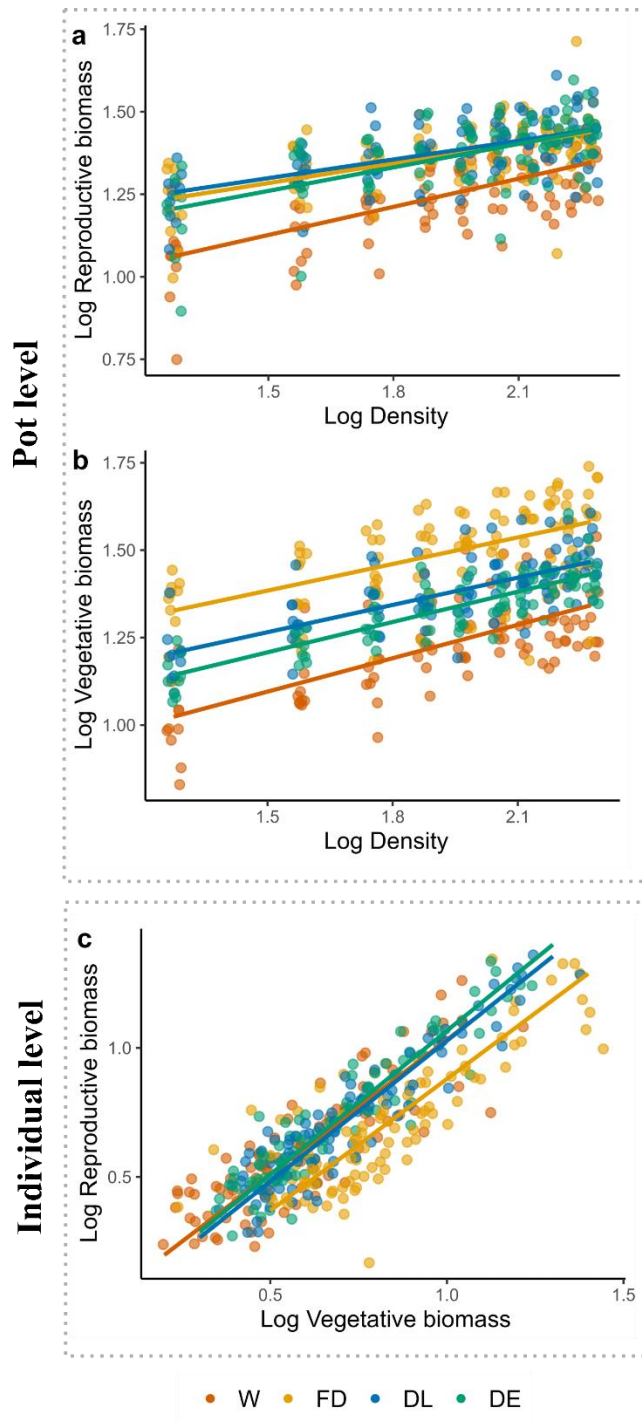 Pot level
a
Log Reproductive biomass
1.75
1.50
1.25
1.00
0.75
1.5
1.8
2.1
Log Density
b
Log Vegetative biomass
1.75
1.50
1.25
1.00
1.5
1.8
2.1
Log Density
Individual level
c
Log Reproductive biomass
1.0
0.5
0.5
1.0
1.5
Log Vegetative biomass
W FD DL DE